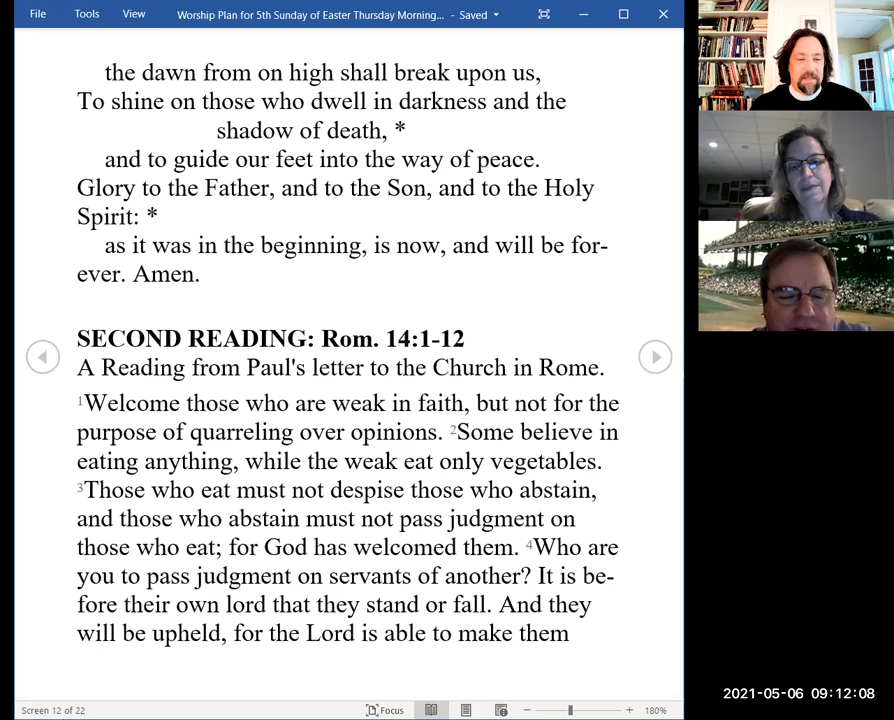 File Tools View Worship Plan for 5th Sunday of Easter Thursday Morning... - Saved
the dawn from on high shall break upon us,
To shine on those who dwell in darkness and the
shadow of death, *
and to guide our feet into the way of peace.
Glory to the Father, and to the Son, and to the Holy
Spirit: *
as it was in the beginning, is now, and will be for-
ever. Amen.
SECOND READING: Rom. 14:1-12
A Reading from Paul's letter to the Church in Rome.
1Welcome those who are weak in faith, but not for the
purpose of quarreling over opinions. 2Some believe in
eating anything, while the weak eat only vegetables.
3Those who eat must not despise those who abstain,
and those who abstain must not pass judgment on
those who eat; for God has welcomed them. 4Who are
you to pass judgment on servants of another? It is be-
fore their own lord that they stand or fall. And they
will be upheld, for the Lord is able to make them
2021-05-06 09:12:08
Screen 12 of 22 Focus 180%